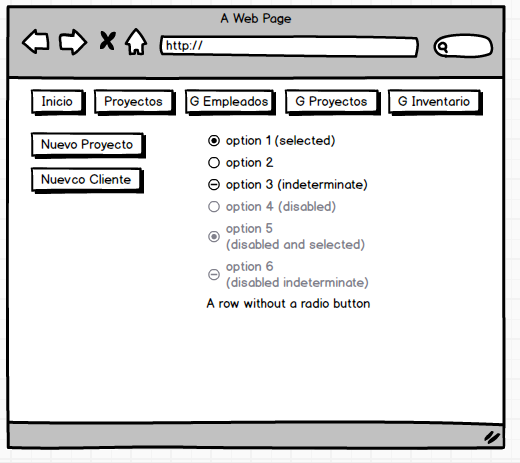 A Web Page
http://
Inicio Proyectos G Empleados G Proyectos G Inventario
Nuevo Proyecto
Nuevco Cliente
option 1 (selected)
option 2
option 3 (indeterminate)
option 4 (disabled)
option 5
(disabled and selected)
option 6
(disabled indeterminate)
A row without a radio button